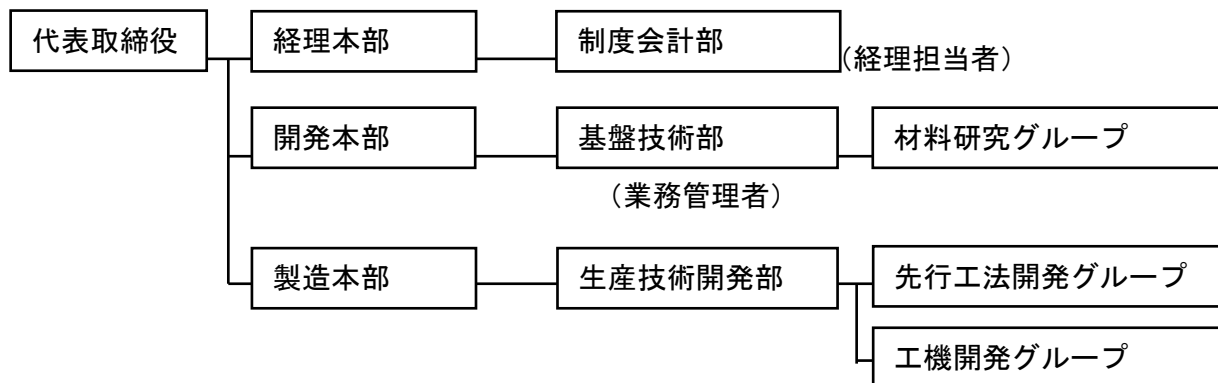 代表取締役
経理本部
制度会計部
(経理担当者)
開発本部
基盤技術部
材料研究グループ
(業務管理者)
製造本部
生産技術開発部
先行工法開発グループ
工機開発グループ